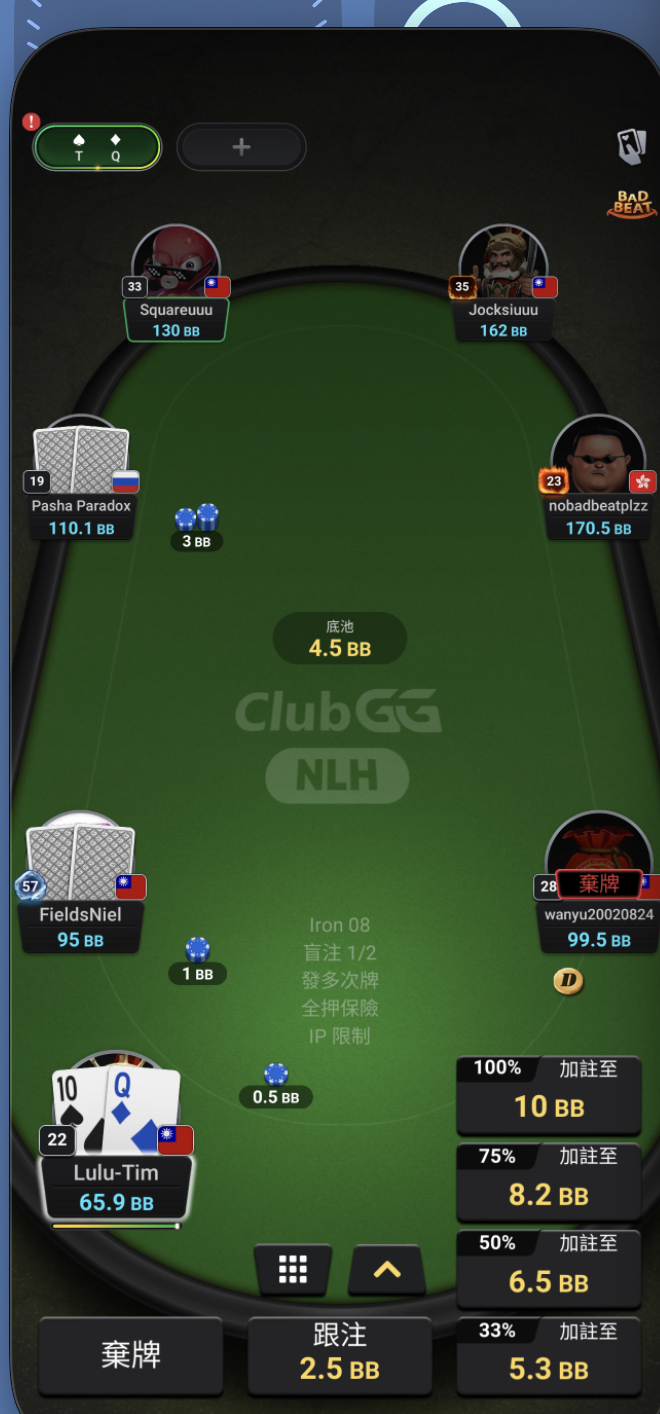 !
T Q
+
BAD
BEAT
33
Squareuuu
130 BB
35
Jocksiuuu
162 BB
19
Pasha Paradox
110.1 BB
23
nobadbeatplzz
170.5 BB
3 BB
底池
4.5 BB
ClubGG
NLH
57
FieldsNiel
95 BB
28
棄牌
wanyu20020824
99.5 BB
Iron 08
盲注 1/2
發多次牌
全押保險
IP 限制
1 BB
D
0.5 BB
10 Q
22
Lulu-Tim
65.9 BB
100% 加註至
10 BB
75% 加註至
8.2 BB
50% 加註至
6.5 BB
33% 加註至
5.3 BB
棄牌
跟注
2.5 BB